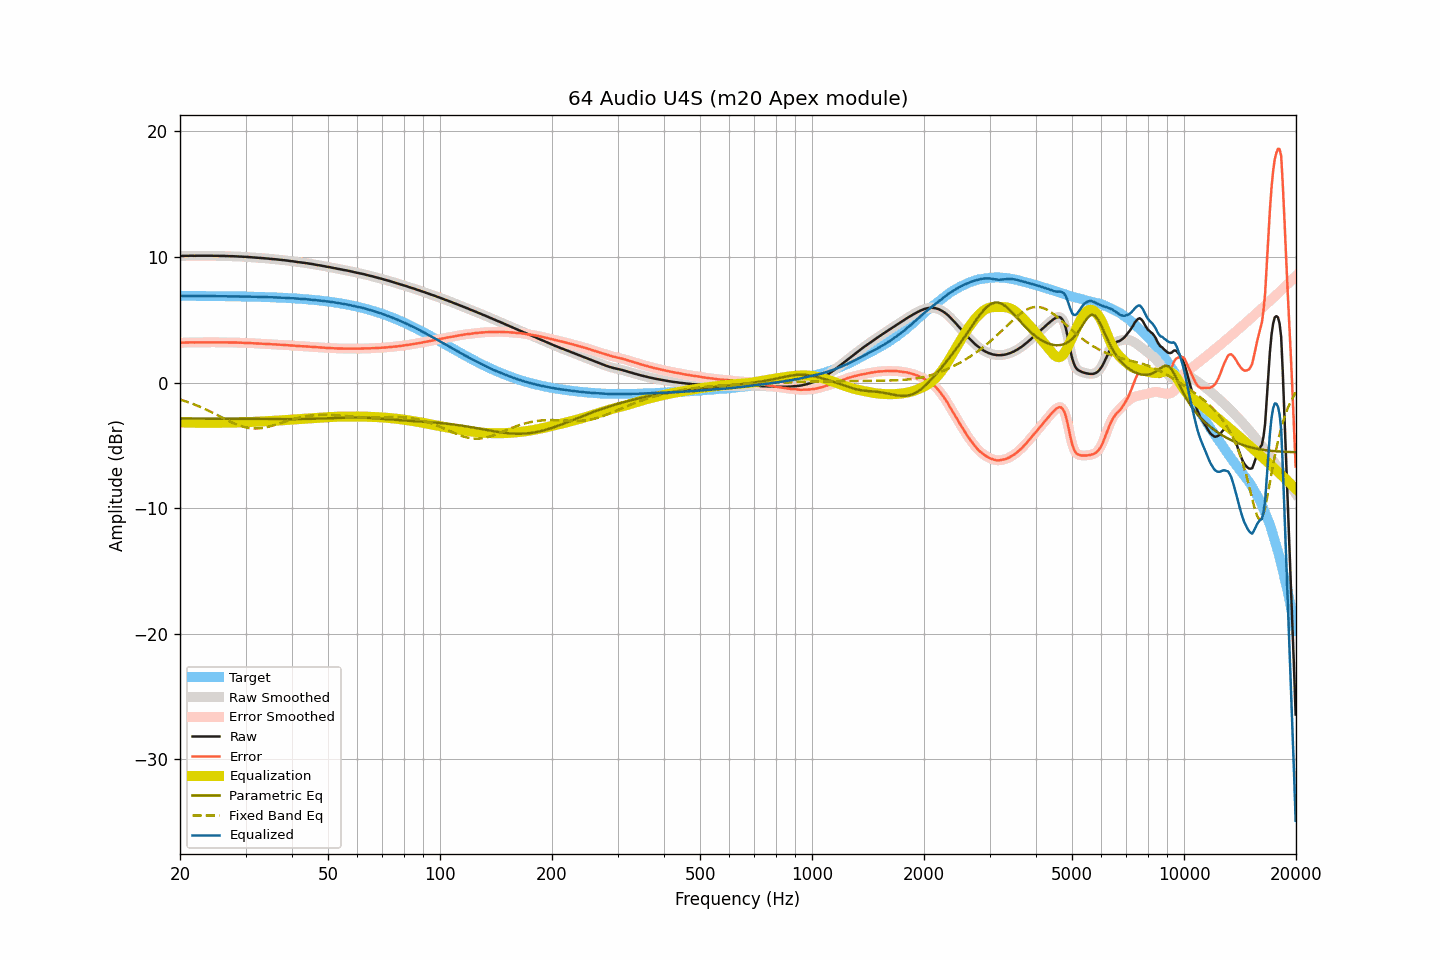 64 Audio U4S (m20 Apex module)
20
10
0
−10
−20
−30
Amplitude (dBr)
Target
Raw Smoothed
Error Smoothed
Raw
Error
Equalization
Parametric Eq
Fixed Band Eq
Equalized
20 50 100 200 500 1000 2000 5000 10000 20000
Frequency (Hz)